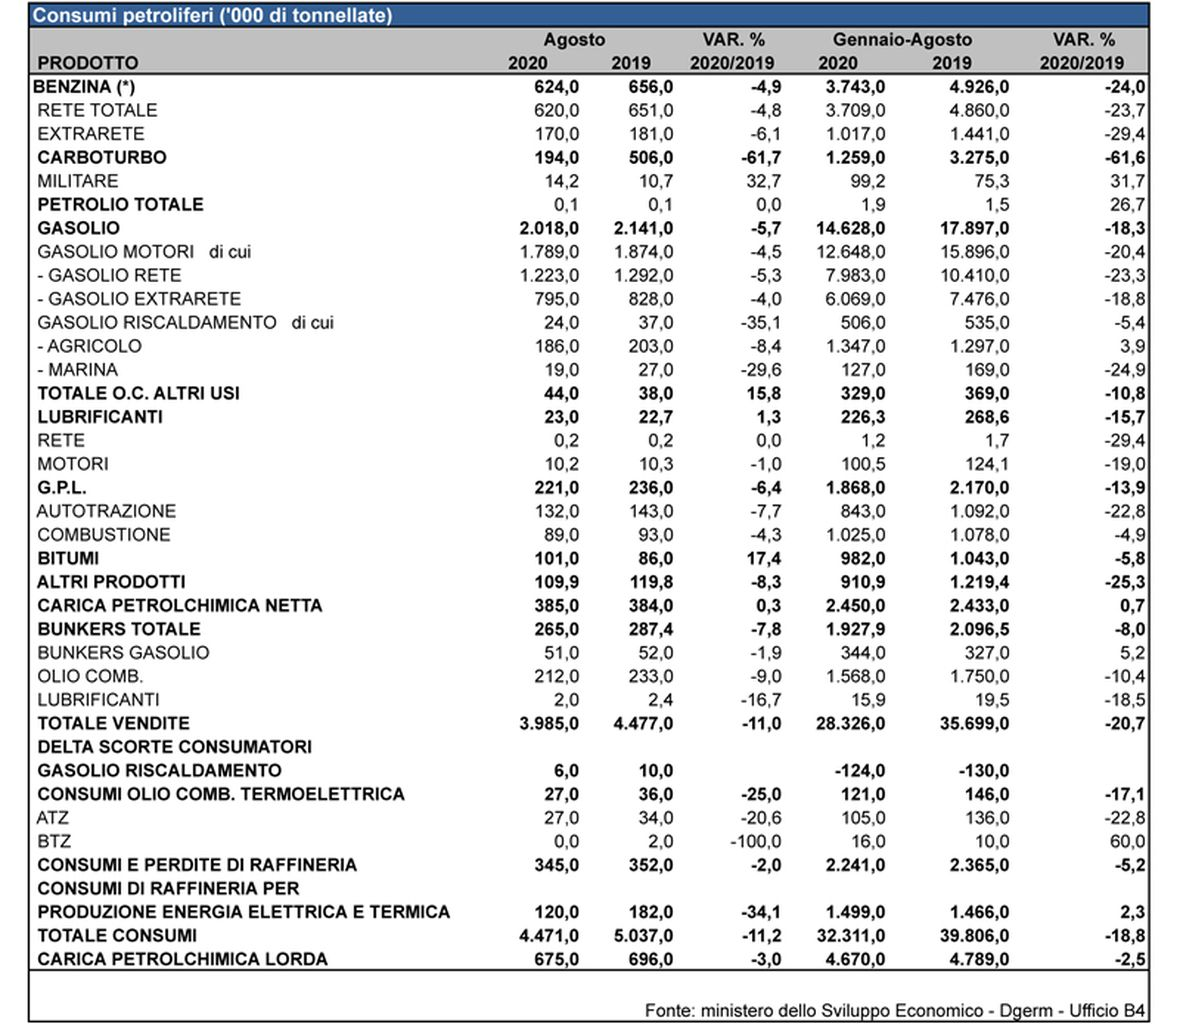 Consumi petroliferi ('000 di tonnellate)
Agosto VAR. % Gennaio-Agosto VAR. %
PRODOTTO 2020 2019 2020/2019 2020 2019 2020/2019
BENZINA (*) 624,0 656,0 -4,9 3.743,0 4.926,0 -24,0
RETE TOTALE 620,0 651,0 -4,8 3.709,0 4.860,0 -23,7
EXTRARETE 170,0 181,0 -6,1 1.017,0 1.441,0 -29,4
CARBOTURBO 194,0 506,0 -61,7 1.259,0 3.275,0 -61,6
MILITARE 14,2 10,7 32,7 99,2 75,3 31,7
PETROLIO TOTALE 0,1 0,1 0,0 1,9 1,5 26,7
GASOLIO 2.018,0 2.141,0 -5,7 14.628,0 17.897,0 -18,3
GASOLIO MOTORI di cui 1.789,0 1.874,0 -4,5 12.648,0 15.896,0 -20,4
- GASOLIO RETE 1.223,0 1.292,0 -5,3 7.983,0 10.410,0 -23,3
- GASOLIO EXTRARETE 795,0 828,0 -4,0 6.069,0 7.476,0 -18,8
GASOLIO RISCALDAMENTO di cui 24,0 37,0 -35,1 506,0 535,0 -5,4
- AGRICOLO 186,0 203,0 -8,4 1.347,0 1.297,0 3,9
- MARINA 19,0 27,0 -29,6 127,0 169,0 -24,9
TOTALE O.C. ALTRI USI 44,0 38,0 15,8 329,0 369,0 -10,8
LUBRIFICANTI 23,0 22,7 1,3 226,3 268,6 -15,7
RETE 0,2 0,2 0,0 1,2 1,7 -29,4
MOTORI 10,2 10,3 -1,0 100,5 124,1 -19,0
G.P.L. 221,0 236,0 -6,4 1.868,0 2.170,0 -13,9
AUTOTRAZIONE 132,0 143,0 -7,7 843,0 1.092,0 -22,8
COMBUSTIONE 89,0 93,0 -4,3 1.025,0 1.078,0 -4,9
BITUMI 101,0 86,0 17,4 982,0 1.043,0 -5,8
ALTRI PRODOTTI 109,9 119,8 -8,3 910,9 1.219,4 -25,3
CARICA PETROLCHIMICA NETTA 385,0 384,0 0,3 2.450,0 2.433,0 0,7
BUNKERS TOTALE 265,0 287,4 -7,8 1.927,9 2.096,5 -8,0
BUNKERS GASOLIO 51,0 52,0 -1,9 344,0 327,0 5,2
OLIO COMB. 212,0 233,0 -9,0 1.568,0 1.750,0 -10,4
LUBRIFICANTI 2,0 2,4 -16,7 15,9 19,5 -18,5
TOTALE VENDITE 3.985,0 4.477,0 -11,0 28.326,0 35.699,0 -20,7
DELTA SCORTE CONSUMATORI
GASOLIO RISCALDAMENTO 6,0 10,0 -124,0 -130,0
CONSUMI OLIO COMB. TERMOELETTRICA 27,0 36,0 -25,0 121,0 146,0 -17,1
ATZ 27,0 34,0 -20,6 105,0 136,0 -22,8
BTZ 0,0 2,0 -100,0 16,0 10,0 60,0
CONSUMI E PERDITE DI RAFFINERIA 345,0 352,0 -2,0 2.241,0 2.365,0 -5,2
CONSUMI DI RAFFINERIA PER
PRODUZIONE ENERGIA ELETTRICA E TERMICA 120,0 182,0 -34,1 1.499,0 1.466,0 2,3
TOTALE CONSUMI 4.471,0 5.037,0 -11,2 32.311,0 39.806,0 -18,8
CARICA PETROLCHIMICA LORDA 675,0 696,0 -3,0 4.670,0 4.789,0 -2,5
Fonte: ministero dello Sviluppo Economico - Dgerm - Ufficio B4